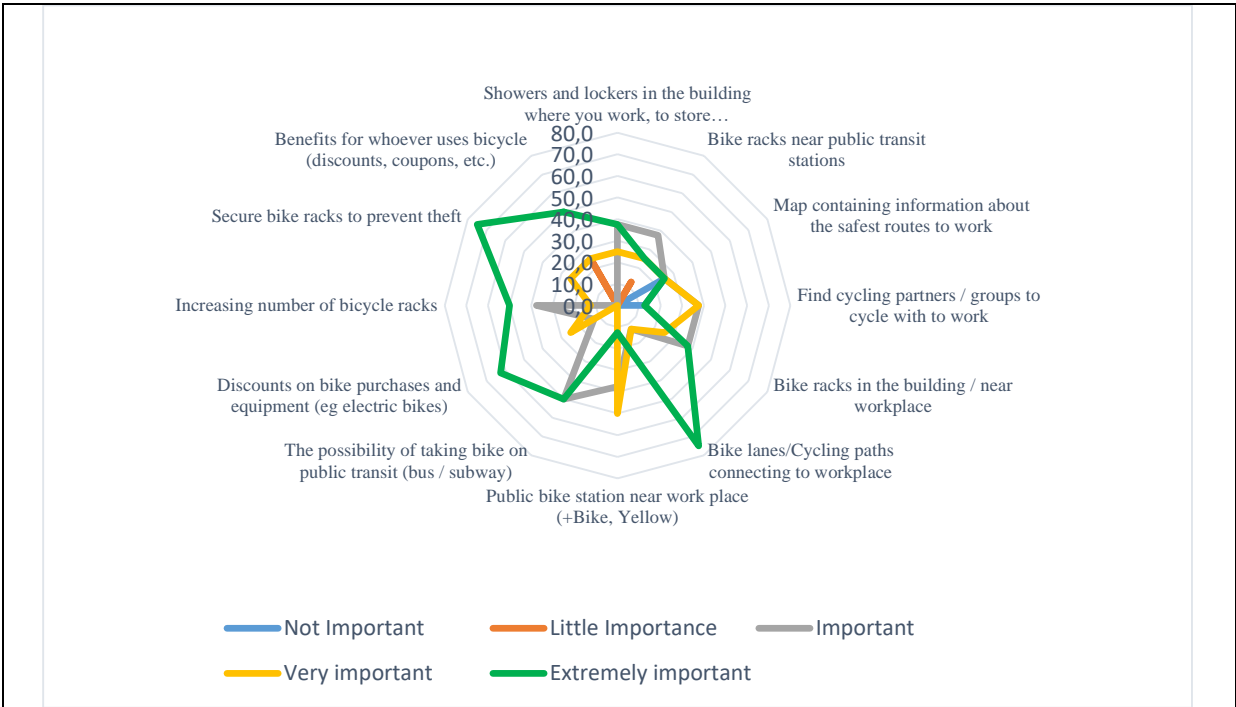 Showers and lockers in the building
where you work, to store…
Benefits for whoever uses bicycle
(discounts, coupons, etc.)
Bike racks near public transit
stations
Secure bike racks to prevent theft
Map containing information about
the safest routes to work
Increasing number of bicycle racks
Find cycling partners / groups to
cycle with to work
Discounts on bike purchases and
equipment (eg electric bikes)
Bike racks in the building / near
workplace
The possibility of taking bike on
public transit (bus / subway)
Bike lanes/Cycling paths
connecting to workplace
Public bike station near work place
(+Bike, Yellow)
80,0
70,0
60,0
50,0
40,0
30,0
20,0
10,0
0,0
Not Important
Little Importance
Important
Very important
Extremely important